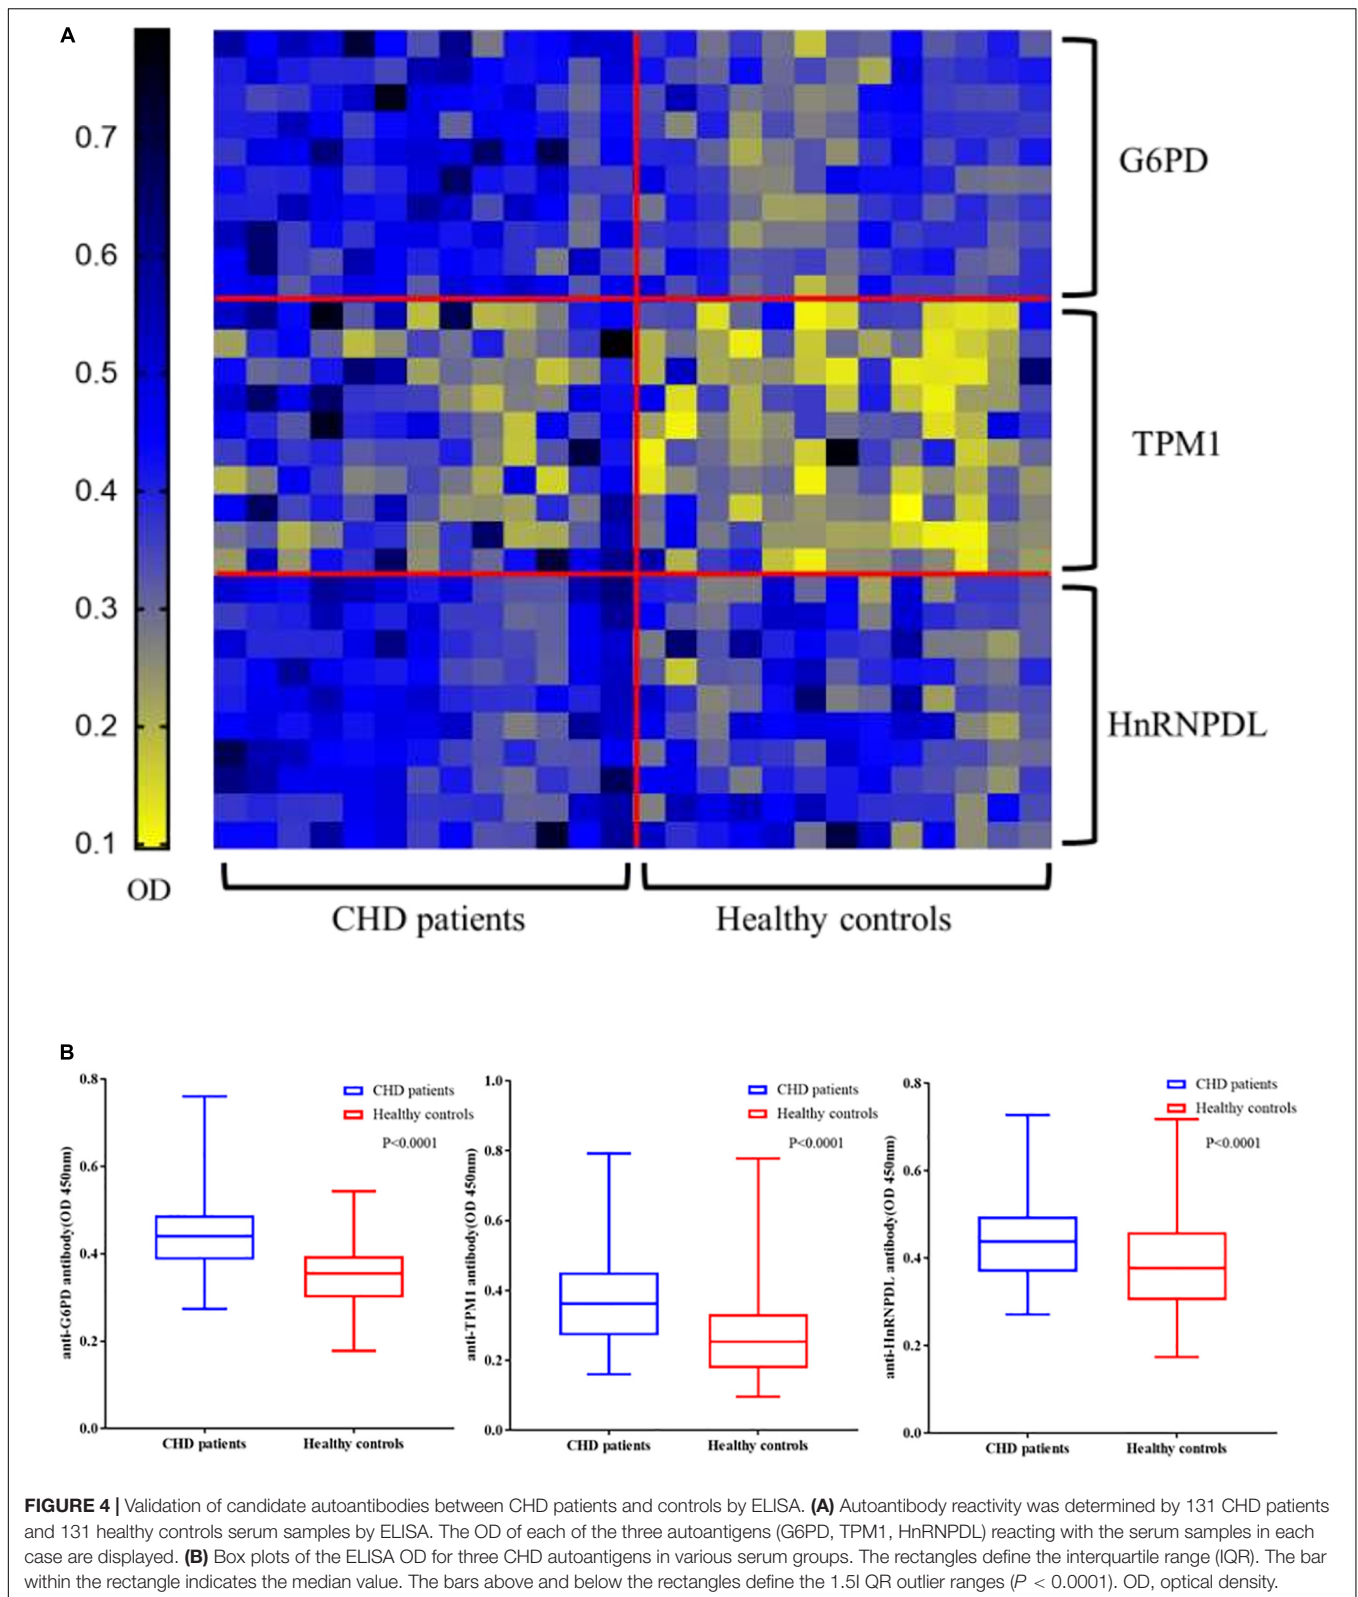 A
0.7
0.6
0.5
0.4
0.3
0.2
0.1
OD
G6PD
TPM1
HnRNPDL
CHD patients
Healthy controls
B
0.8
0.6
0.4
0.2
0.0
anti-G6PD antibody(OD 450nm)
CHD patients
Healthy controls
P<0.0001
CHD patients
Healthy controls
1.0
0.8
0.6
0.4
0.2
0.0
anti-TPM1 antibody(OD 450nm)
CHD patients
Healthy controls
P<0.0001
CHD patients
Healthy controls
0.8
0.6
0.4
0.2
0.0
anti-HnRNPDL antibody(OD 450nm)
CHD patients
Healthy controls
P<0.0001
CHD patients
Healthy controls
FIGURE 4 | Validation of candidate autoantibodies between CHD patients and controls by ELISA. (A) Autoantibody reactivity was determined by 131 CHD patients
and 131 healthy controls serum samples by ELISA. The OD of each of the three autoantigens (G6PD, TPM1, HnRNPDL) reacting with the serum samples in each
case are displayed. (B) Box plots of the ELISA OD for three CHD autoantigens in various serum groups. The rectangles define the interquartile range (IQR). The bar
within the rectangle indicates the median value. The bars above and below the rectangles define the 1.5I QR outlier ranges (P < 0.0001). OD, optical density.